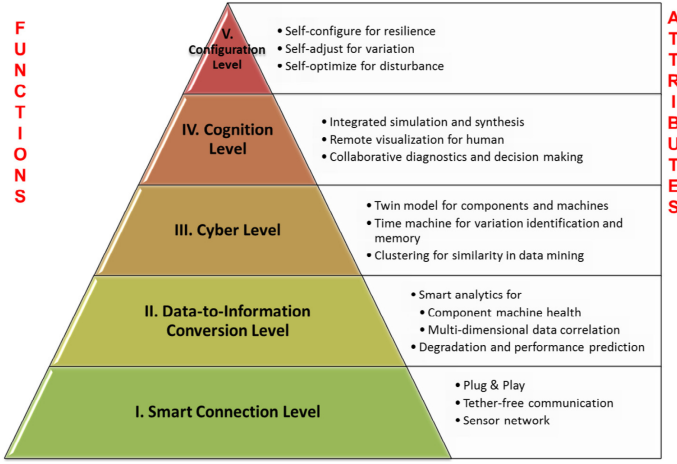 FUNCTIONS
ATTRIBUTES
V.
Configuration
Level
• Self-configure for resilience
• Self-adjust for variation
• Self-optimize for disturbance
IV. Cognition
Level
• Integrated simulation and synthesis
• Remote visualization for human
• Collaborative diagnostics and decision making
III. Cyber Level
• Twin model for components and machines
• Time machine for variation identification and
memory
• Clustering for similarity in data mining
II. Data-to-Information
Conversion Level
• Smart analytics for
• Component machine health
• Multi-dimensional data correlation
• Degradation and performance prediction
I. Smart Connection Level
• Plug & Play
• Tether-free communication
• Sensor network